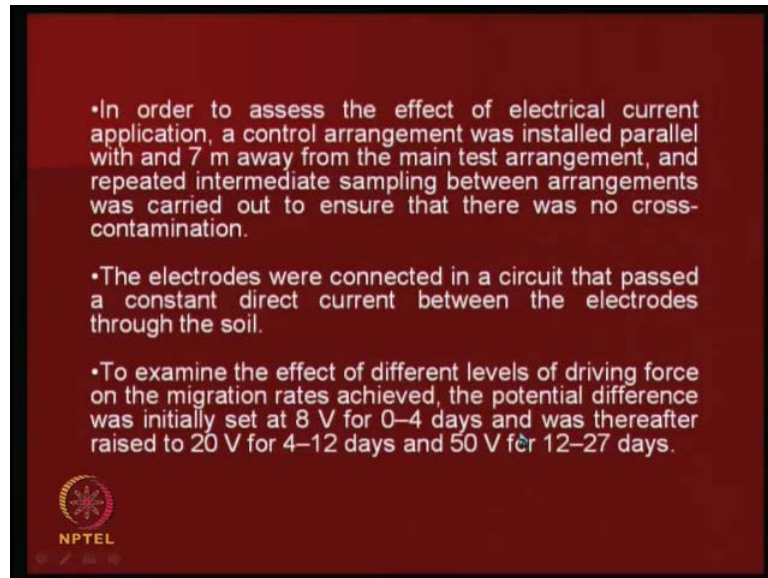 •In order to assess the effect of electrical current
application, a control arrangement was installed parallel
with and 7 m away from the main test arrangement, and
repeated intermediate sampling between arrangements
was carried out to ensure that there was no cross-
contamination.
•The electrodes were connected in a circuit that passed
a constant direct current between the electrodes
through the soil.
•To examine the effect of different levels of driving force
on the migration rates achieved, the potential difference
was initially set at 8 V for 0–4 days and was thereafter
raised to 20 V for 4–12 days and 50 V for 12–27 days.
NPTEL